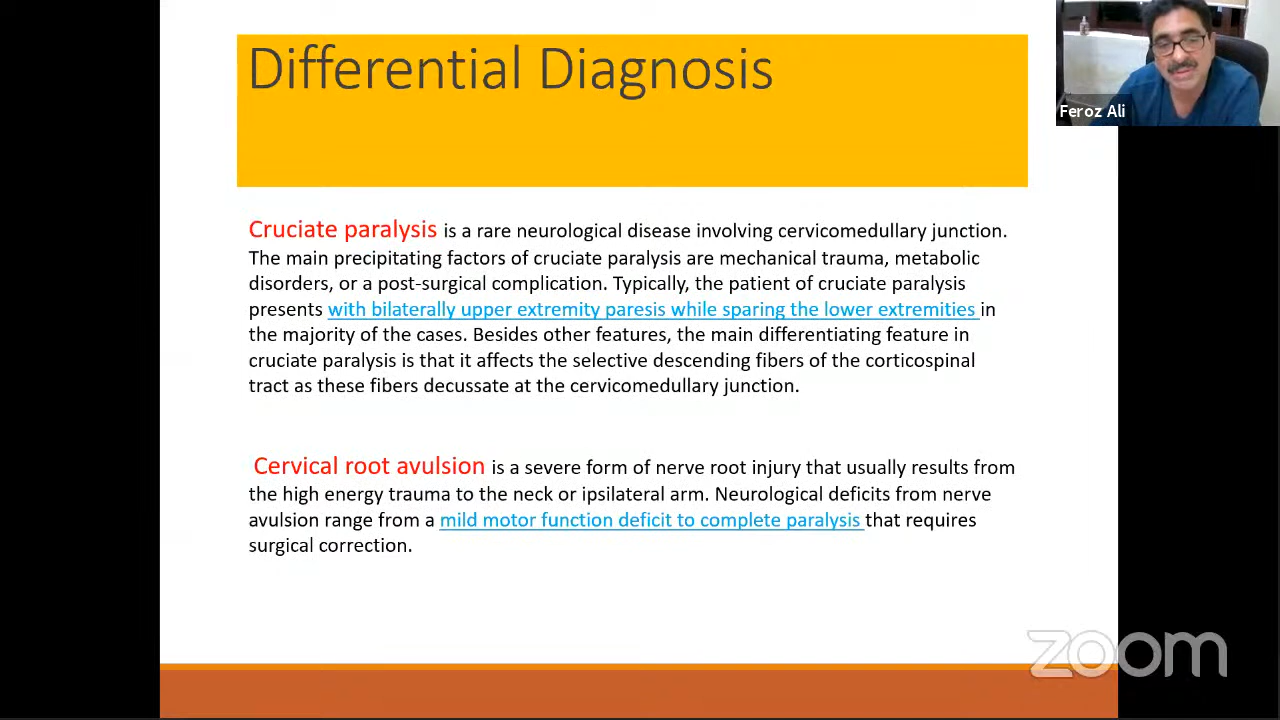 Differential Diagnosis
Feroz Ali
Cruciate paralysis is a rare neurological disease involving cervicomedullary junction.
The main precipitating factors of cruciate paralysis are mechanical trauma, metabolic
disorders, or a post-surgical complication. Typically, the patient of cruciate paralysis
presents with bilaterally upper extremity paresis while sparing the lower extremities in
the majority of the cases. Besides other features, the main differentiating feature in
cruciate paralysis is that it affects the selective descending fibers of the corticospinal
tract as these fibers decussate at the cervicomedullary junction.
Cervical root avulsion is a severe form of nerve root injury that usually results from
the high energy trauma to the neck or ipsilateral arm. Neurological deficits from nerve
avulsion range from a mild motor function deficit to complete paralysis that requires
surgical correction.
zoom